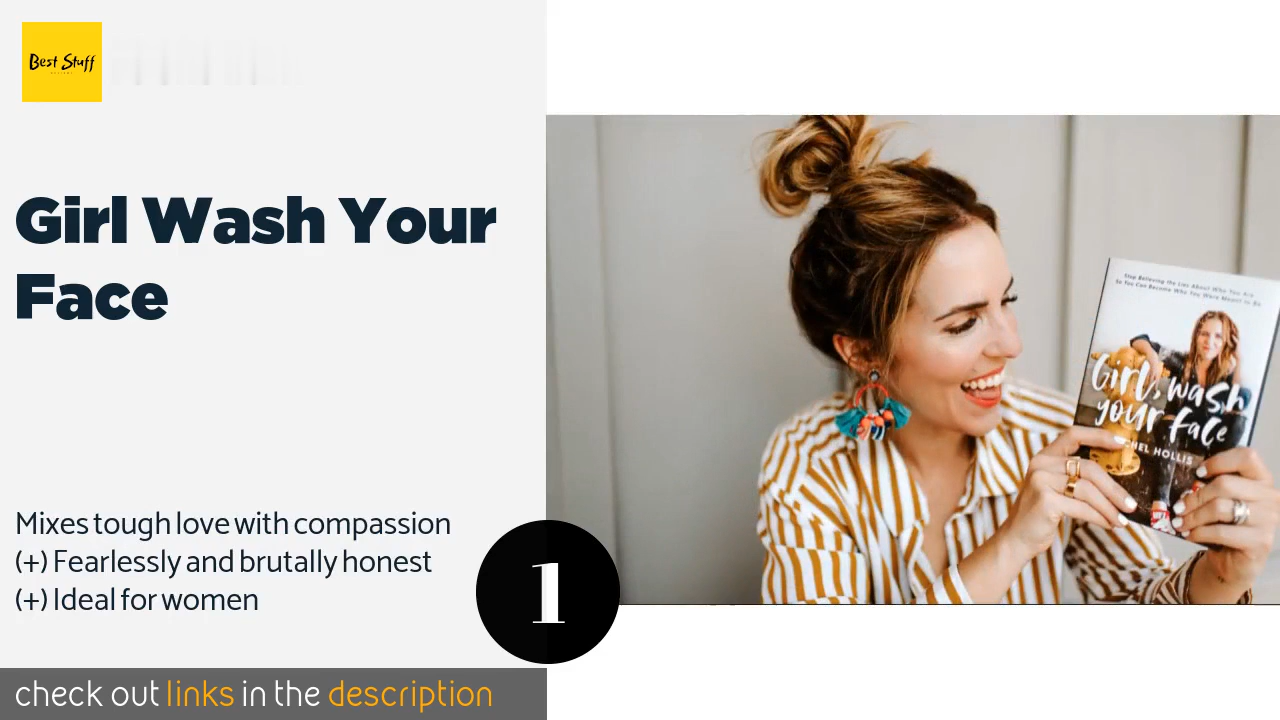 Best Stuff
Girl Wash Your
Face
Mixes tough love with compassion
(+) Fearlessly and brutally honest
(+) Ideal for women
1
check out links in the description
Stop Believing the Lies About Who You Are
So You Can Become Who You Were Meant to Be
Girl, wash
your face
HEL HOLLIS